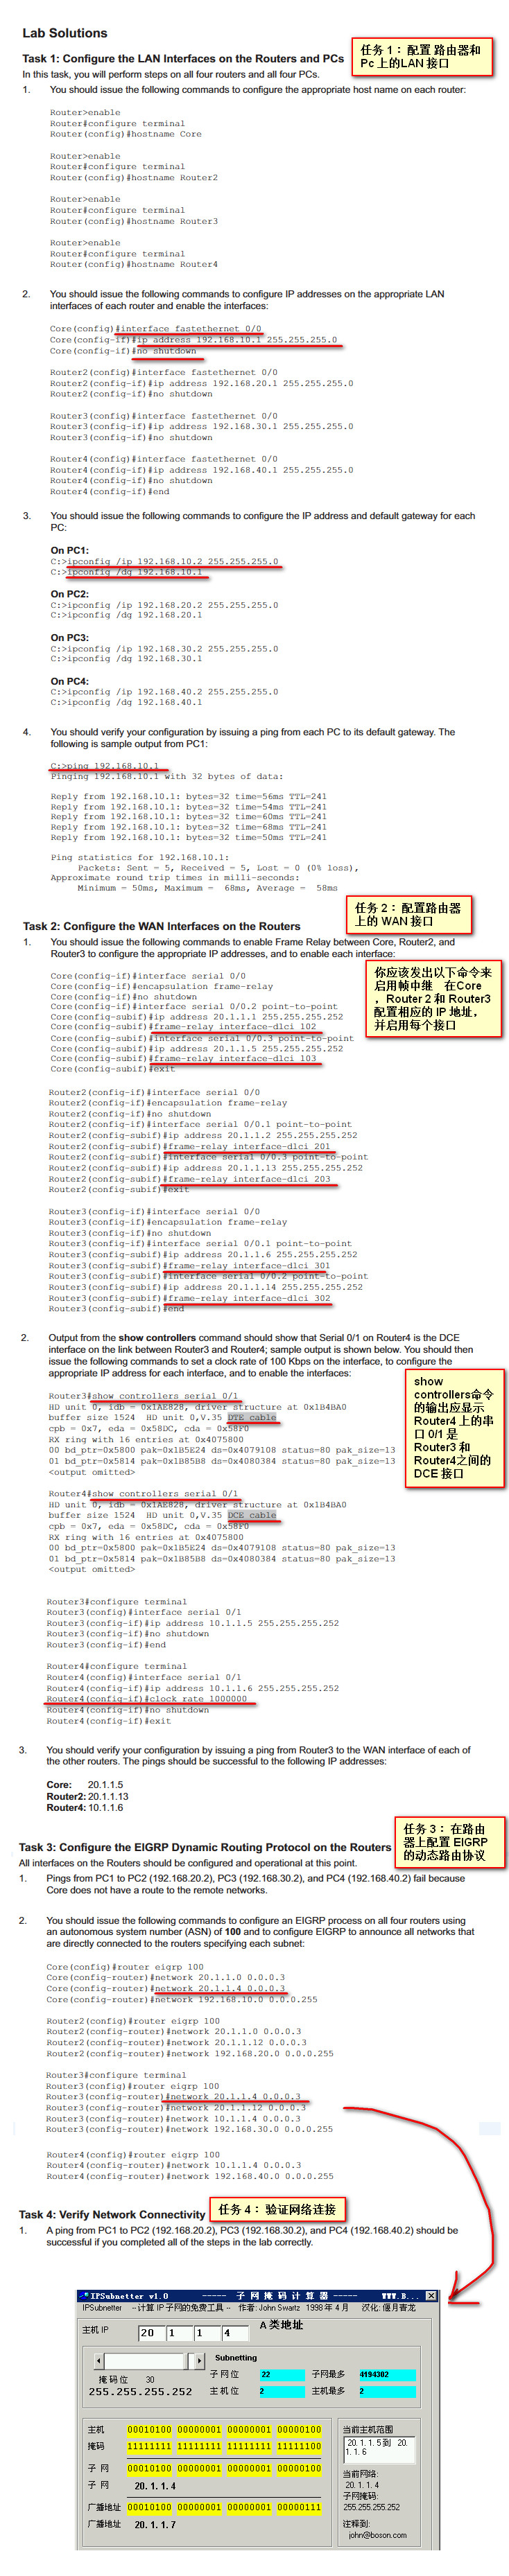 Lab Solutions
Task 1: Configure the LAN Interfaces on the Routers and PCs
任务 1： 配置 路由器和
Pc 上的LAN 接口
In this task, you will perform steps on all four routers and all four PCs.
1. You should issue the following commands to configure the appropriate host name on each router:
Router>enable
Router#configure terminal
Router(config)#hostname Core
Router>enable
Router#configure terminal
Router(config)#hostname Router2
Router>enable
Router#configure terminal
Router(config)#hostname Router3
Router>enable
Router#configure terminal
Router(config)#hostname Router4
2. You should issue the following commands to configure IP addresses on the appropriate LAN
interfaces of each router and enable the interfaces:
Core(config)#interface fastethernet 0/0
Core(config-if)#ip address 192.168.10.1 255.255.255.0
Core(config-if)#no shutdown
Router2(config)#interface fastethernet 0/0
Router2(config-if)#ip address 192.168.20.1 255.255.255.0
Router2(config-if)#no shutdown
Router3(config)#interface fastethernet 0/0
Router3(config-if)#ip address 192.168.30.1 255.255.255.0
Router3(config-if)#no shutdown
Router4(config)#interface fastethernet 0/0
Router4(config-if)#ip address 192.168.40.1 255.255.255.0
Router4(config-if)#no shutdown
Router4(config-if)#end
3. You should issue the following commands to configure the IP address and default gateway for each
PC:
On PC1:
C:>ipconfig /ip 192.168.10.2 255.255.255.0
C:>ipconfig /dg 192.168.10.1
On PC2:
C:>ipconfig /ip 192.168.20.2 255.255.255.0
C:>ipconfig /dg 192.168.20.1
On PC3:
C:>ipconfig /ip 192.168.30.2 255.255.255.0
C:>ipconfig /dg 192.168.30.1
On PC4:
C:>ipconfig /ip 192.168.40.2 255.255.255.0
C:>ipconfig /dg 192.168.40.1
4. You should verify your configuration by issuing a ping from each PC to its default gateway. The
following is sample output from PC1:
C:>ping 192.168.10.1
Pinging 192.168.10.1 with 32 bytes of data:
Reply from 192.168.10.1: bytes=32 time=56ms TTL=241
Reply from 192.168.10.1: bytes=32 time=54ms TTL=241
Reply from 192.168.10.1: bytes=32 time=60ms TTL=241
Reply from 192.168.10.1: bytes=32 time=68ms TTL=241
Reply from 192.168.10.1: bytes=32 time=50ms TTL=241
Ping statistics for 192.168.10.1:
Packets: Sent = 5, Received = 5, Lost = 0 (0% loss),
Approximate round trip times in milli-seconds:
Minimum = 50ms, Maximum = 68ms, Average = 58ms
任务 2： 配置路由器
上的 WAN 接口
Task 2: Configure the WAN Interfaces on the Routers
1. You should issue the following commands to enable Frame Relay between Core, Router2, and
Router3 to configure the appropriate IP addresses, and to enable each interface:
你应该发出以下命令来
启用帧中继 在Core
，Router 2 和 Router3
配置相应的 IP 地址，
并启用每个接口
Core(config-if)#interface serial 0/0
Core(config-if)#encapsulation frame-relay
Core(config-if)#no shutdown
Core(config-if)#interface serial 0/0.2 point-to-point
Core(config-subif)#ip address 20.1.1.1 255.255.255.252
Core(config-subif)#frame-relay interface-dlci 102
Core(config-subif)#interface serial 0/0.3 point-to-point
Core(config-subif)#ip address 20.1.1.5 255.255.255.252
Core(config-subif)#frame-relay interface-dlci 103
Core(config-subif)#exit
Router2(config-if)#interface serial 0/0
Router2(config-if)#encapsulation frame-relay
Router2(config-if)#no shutdown
Router2(config-if)#interface serial 0/0.1 point-to-point
Router2(config-subif)#ip address 20.1.1.2 255.255.255.252
Router2(config-subif)#frame-relay interface-dlci 201
Router2(config-subif)#interface serial 0/0.3 point-to-point
Router2(config-subif)#ip address 20.1.1.13 255.255.255.252
Router2(config-subif)#frame-relay interface-dlci 203
Router2(config-subif)#exit
Router3(config-if)#interface serial 0/0
Router3(config-if)#encapsulation frame-relay
Router3(config-if)#no shutdown
Router3(config-if)#interface serial 0/0.1 point-to-point
Router3(config-subif)#ip address 20.1.1.6 255.255.255.252
Router3(config-subif)#frame-relay interface-dlci 301
Router3(config-subif)#interface serial 0/0.2 point-to-point
Router3(config-subif)#ip address 20.1.1.14 255.255.255.252
Router3(config-subif)#frame-relay interface-dlci 302
Router3(config-subif)#end
2. Output from the show controllers command should show that Serial 0/1 on Router4 is the DCE
interface on the link between Router3 and Router4; sample output is shown below. You should then
issue the following commands to set a clock rate of 100 Kbps on the interface, to configure the
appropriate IP address for each interface, and to enable the interfaces.
show
controllers命令
的输出应显示
Router4 上的串
口 0/1 是
Router3 和
Router4之间的
DCE 接口
Router3#show controllers serial 0/1
HD unit 0, idb = 0x1AE828, driver structure at 0x1B4BA0
buffer size 1524 HD unit 0,V.35 DTE cable
cpb = 0x7, eda = 0x58DC, cda = 0x58F0
RX ring with 16 entries at 0x4075800
00 bd_ptr=0x5800 pak=0x1B5E24 ds=0x4079108 status=80 pak_size=13
01 bd_ptr=0x5814 pak=0x1B85B8 ds=0x4080384 status=80 pak_size=13
<output omitted>
Router4#show controllers serial 0/1
HD unit 0, idb = 0x1AE828, driver structure at 0x1B4BA0
buffer size 1524 HD unit 0,V.35 DCE cable
cpb = 0x7, eda = 0x58DC, cda = 0x58F0
RX ring with 16 entries at 0x4075800
00 bd_ptr=0x5800 pak=0x1B5E24 ds=0x4079108 status=80 pak_size=13
01 bd_ptr=0x5814 pak=0x1B85B8 ds=0x4080384 status=80 pak_size=13
<output omitted>
Router3#configure terminal
Router3(config)#interface serial 0/1
Router3(config-if)#ip address 10.1.1.5 255.255.255.252
Router3(config-if)#no shutdown
Router3(config-if)#end
Router4#configure terminal
Router4(config)#interface serial 0/1
Router4(config-if)#ip address 10.1.1.6 255.255.255.252
Router4(config-if)#clock rate 1000000
Router4(config-if)#no shutdown
Router4(config-if)#exit
3. You should verify your configuration by issuing a ping from Router3 to the WAN interface of each of
the other routers. The pings should be successful to the following IP addresses:
Core: 20.1.1.5
Router2: 20.1.1.13
Router4: 10.1.1.6
任务 3： 在路由
器上配置 EIGRP
的动态路由协议
Task 3: Configure the EIGRP Dynamic Routing Protocol on the Routers
All interfaces on the Routers should be configured and operational at this point.
1. Pings from PC1 to PC2 (192.168.20.2), PC3 (192.168.30.2), and PC4 (192.168.40.2) fail because
Core does not have a route to the remote networks.
2. You should issue the following commands to configure an EIGRP process on all four routers using
an autonomous system number (ASN) of 100 and to configure EIGRP to announce all networks that
are directly connected to the routers specifying each subnet:
Core(config)#router eigrp 100
Core(config-router)#network 20.1.1.0 0.0.0.3
Core(config-router)#network 20.1.1.4 0.0.0.3
Core(config-router)#network 192.168.10.0 0.0.0.255
Router2(config)#router eigrp 100
Router2(config-router)#network 20.1.1.0 0.0.0.3
Router2(config-router)#network 20.1.1.12 0.0.0.3
Router2(config-router)#network 192.168.20.0 0.0.0.255
Router3#configure terminal
Router3(config)#router eigrp 100
Router3(config-router)#network 20.1.1.4 0.0.0.3
Router3(config-router)#network 20.1.1.12 0.0.0.3
Router3(config-router)#network 10.1.1.4 0.0.0.3
Router3(config-router)#network 192.168.30.0 0.0.0.255
Router4(config)#router eigrp 100
Router4(config-router)#network 10.1.1.4 0.0.0.3
Router4(config-router)#network 192.168.40.0 0.0.0.255
Task 4: Verify Network Connectivity
任务 4： 验证网络连接
1. A ping from PC1 to PC2 (192.168.20.2), PC3 (192.168.30.2), and PC4 (192.168.40.2) should be
successful if you completed all of the steps in the lab correctly.
IPSubnetter v1.0 ----- 子 网 掩 码 计 算 器 ----- WWW.B...
IPSubnetter --计算 IP 子网的免费工具 -- 作者: John Swartz 1998 年 4 月 汉化: 偃月青龙
主机 IP 20 1 1 4 A 类地址
Subnetting
掩 码 位 30
255.255.255.252
子 网 位 22 子网最多 4194302
主 机 位 2 主机最多 2
主机 00010100 00000001 00000001 00000100
掩码 11111111 11111111 11111111 11111100
子 网 00010100 00000001 00000001 00000100
子 网 20. 1. 1. 4
广播地址 00010100 00000001 00000001 00000111
广播地址 20. 1. 1. 7
当前主机范围
20. 1. 1. 5 到 20.
1. 1. 6
当前网络:
20. 1. 1. 4
子网掩码:
255.255.255.252
注释到:
john@boson.com